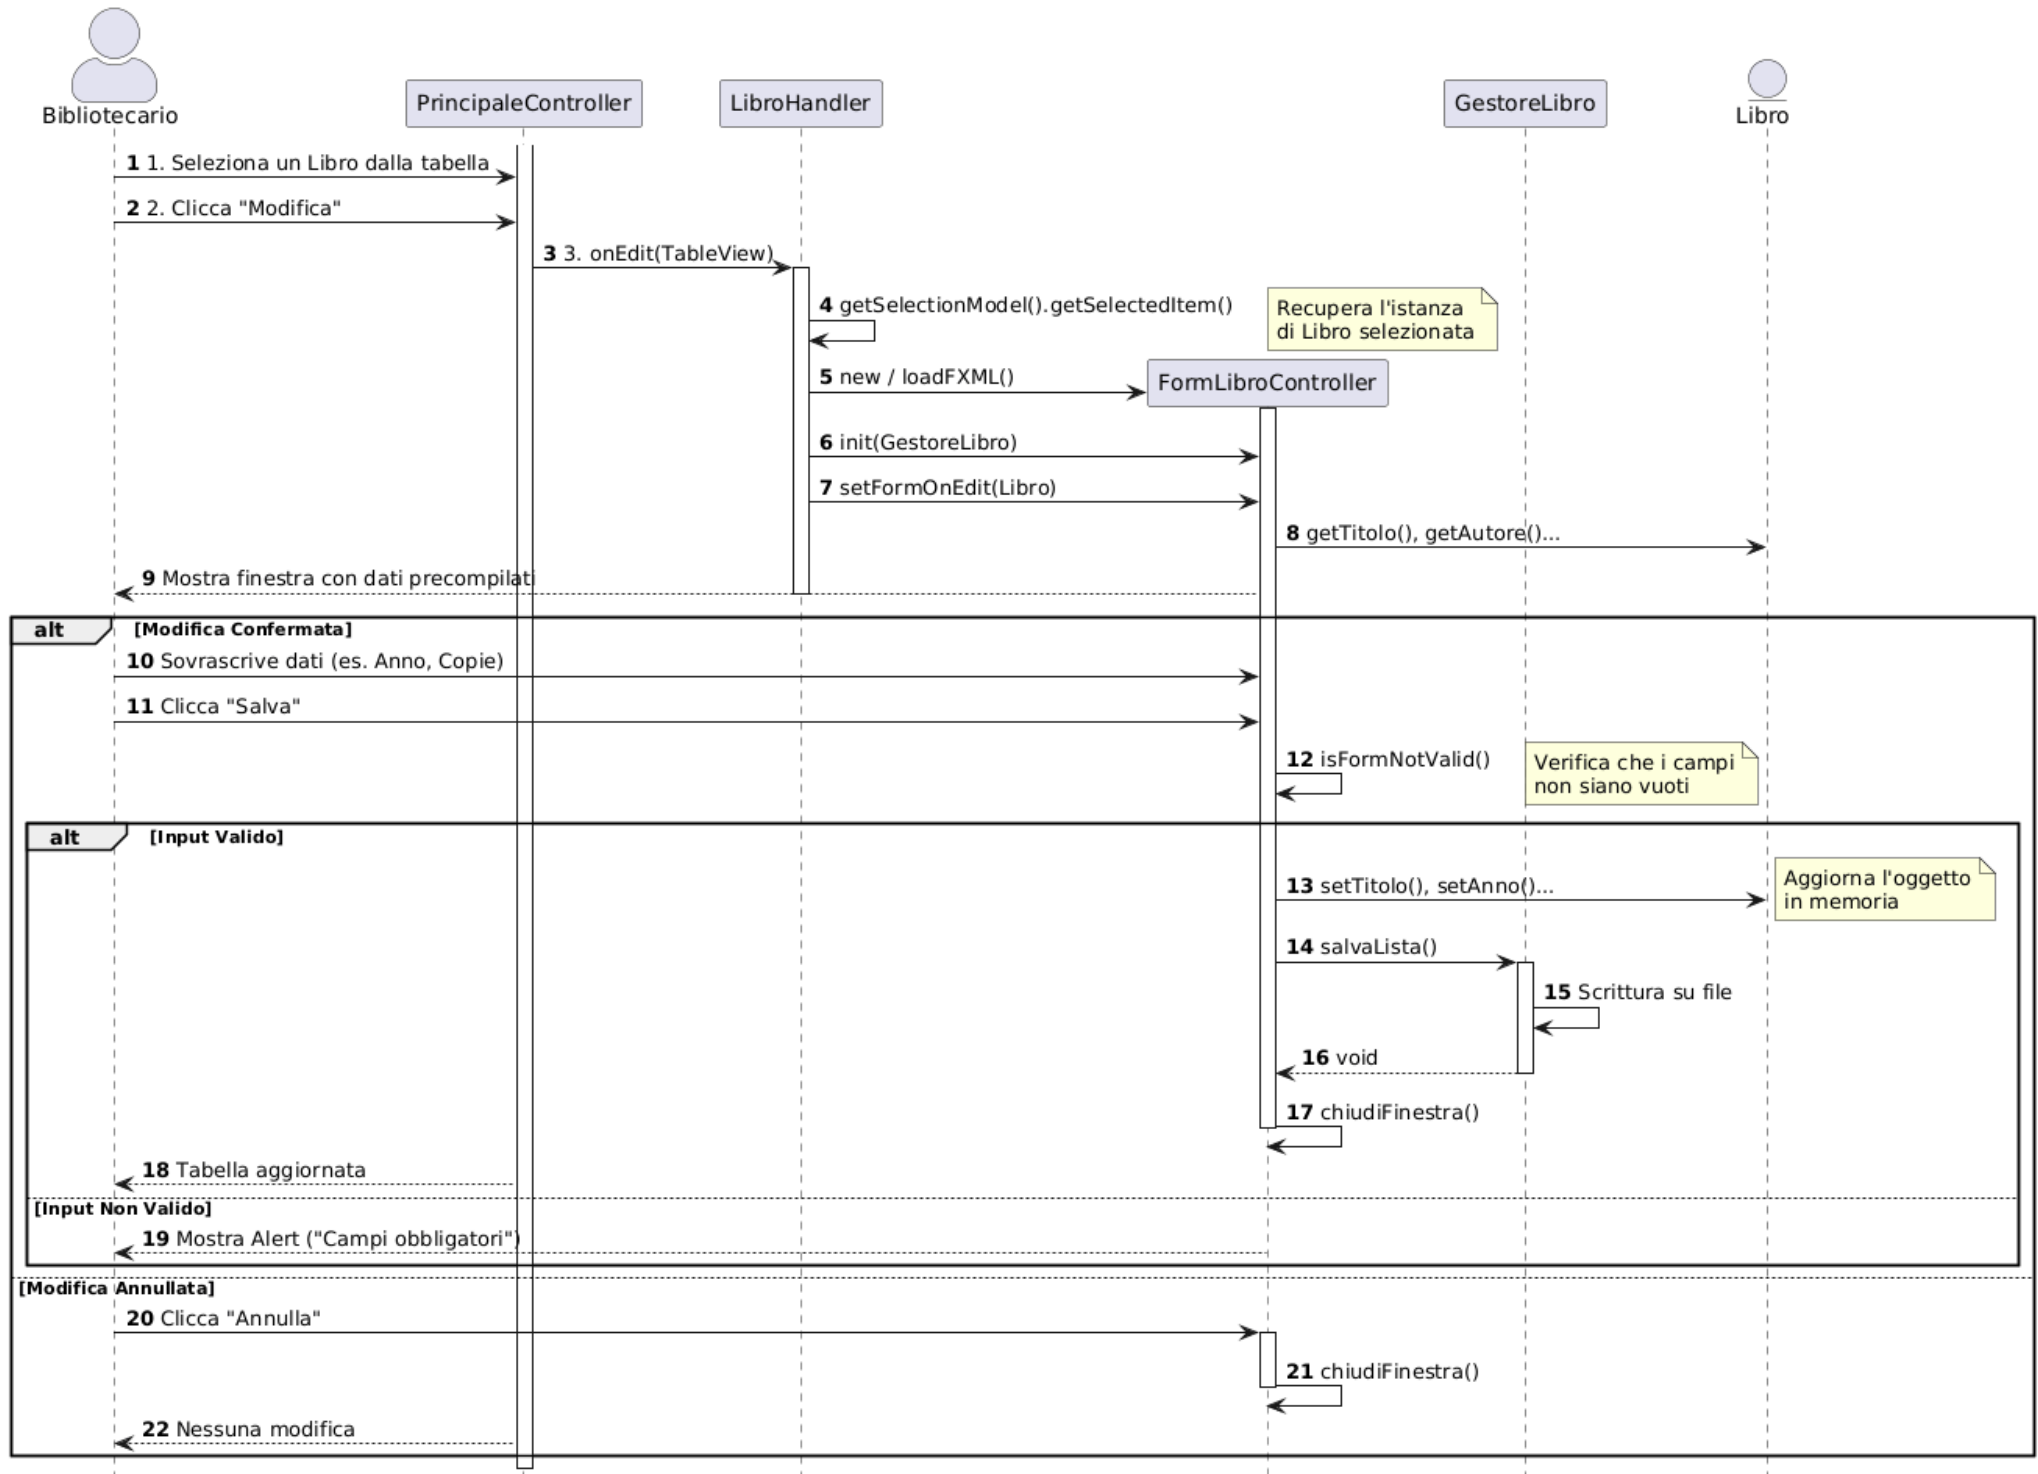 Bibliotecario
PrincipaleController
LibroHandler
GestoreLibro
Libro
1 1. Seleziona un Libro dalla tabella
2 2. Clicca "Modifica"
3 3. onEdit(TableView)
4 getSelectionModel().getSelectedItem()
Recupera l'istanza
di Libro selezionata
5 new / loadFXML()
FormLibroController
6 init(GestoreLibro)
7 setFormOnEdit(Libro)
8 getTitolo(), getAutore()...
9 Mostra finestra con dati precompilati
alt [Modifica Confermata]
10 Sovrascrive dati (es. Anno, Copie)
11 Clicca "Salva"
12 isFormNotValid()
Verifica che i campi
non siano vuoti
alt [Input Valido]
13 setTitolo(), setAnno()...
Aggiorna l'oggetto
in memoria
14 salvaLista()
15 Scrittura su file
16 void
17 chiudiFinestra()
18 Tabella aggiornata
[Input Non Valido]
19 Mostra Alert ("Campi obbligatori")
[Modifica Annullata]
20 Clicca "Annulla"
21 chiudiFinestra()
22 Nessuna modifica